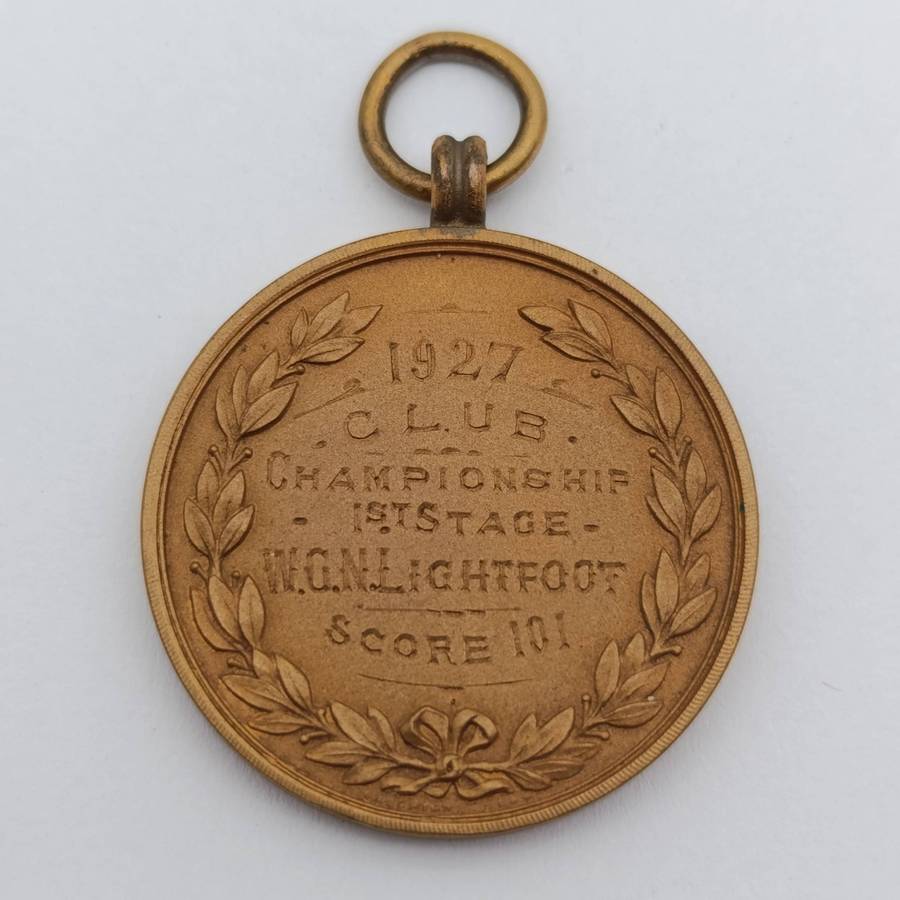 1927
.CLUB.
CHAMPIONSHIP
- 1ST STAGE -
W.G.N. LIGHTFOOT
SCORE 101